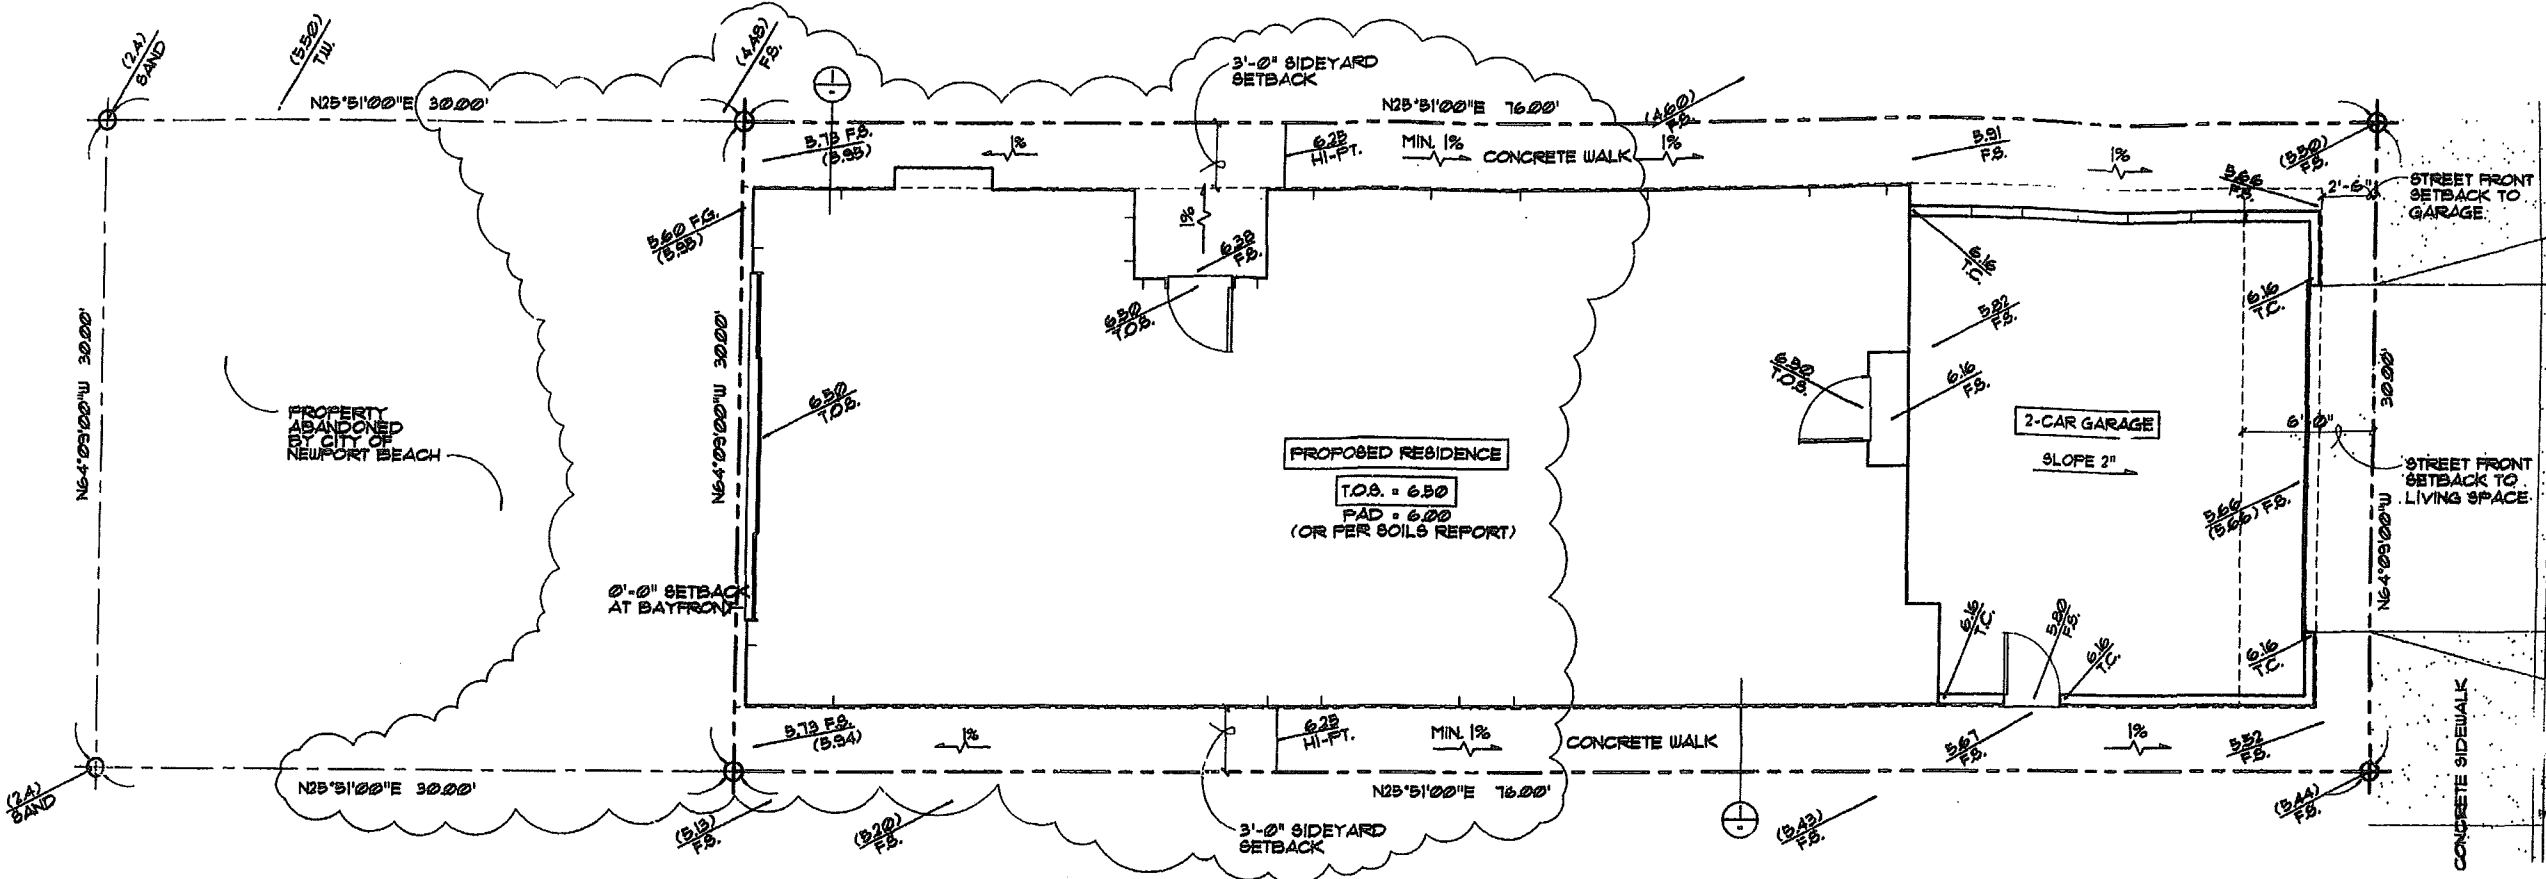 (2.4)
SAND
(5.50)
T.W.
(4.48)
F.S.
3'-0" SIDEYARD
SETBACK
N25°51'00"E 30.00'
N25°51'00"E 76.00'
(4.60)
F.S.
5.73 F.S.
(5.95)
1%
6.25
HI-PT.
MIN. 1%
CONCRETE WALK
1%
5.91
F.S.
1%
(5.50)
F.S.
5.66
F.S.
2'-6"
STREET FRONT
SETBACK TO
GARAGE
5.60 F.G.
(5.95)
1%
6.38
F.S.
6.50
T.O.S.
6.16
T.C.
5.82
F.S.
6.16
T.C.
N64°09'00"W 30.00'
N64°09'00"W 30.00'
PROPERTY
ABANDONED
BY CITY OF
NEWPORT BEACH
6.50
T.O.S.
6.50
T.O.S.
6.16
F.S.
2-CAR GARAGE
SLOPE 2"
6'-0"
30.00'
N64°09'00"W
STREET FRONT
SETBACK TO
LIVING SPACE
PROPOSED RESIDENCE
T.O.S. = 6.50
PAD = 6.00
(OR PER SOILS REPORT)
5.66
(5.66) F.S.
0'-0" SETBACK
AT BAYFRONT
6.16
T.C.
5.80
F.S.
6.16
T.C.
6.16
T.C.
5.73 F.S.
(5.94)
1%
6.25
HI-PT.
MIN. 1%
CONCRETE WALK
5.67
F.S.
1%
5.52
F.S.
(2.4)
SAND
N25°51'00"E 30.00'
N25°51'00"E 76.00'
(5.13)
F.S.
(5.20)
F.S.
3'-0" SIDEYARD
SETBACK
(5.43)
F.S.
(5.44)
F.S.
CONCRETE SIDEWALK